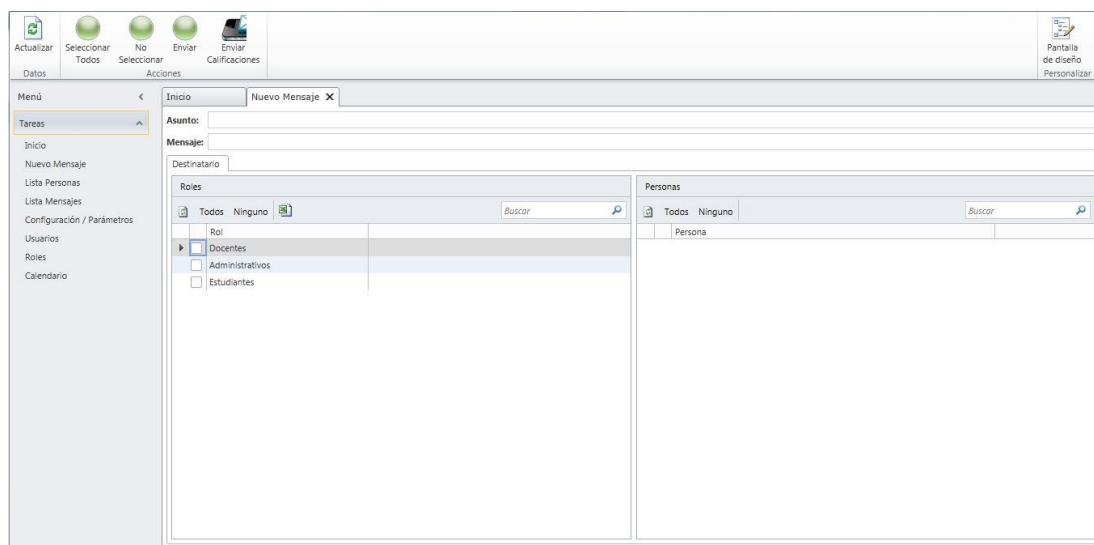 Actualizar
Seleccionar
Todos
No
Seleccionar
Enviar
Enviar
Calificaciones
Pantalla
de diseño
Datos
Acciones
Personalizar
Menú
Inicio
Nuevo Mensaje
Tareas
Asunto:
Inicio
Mensaje:
Nuevo Mensaje
Destinatario
Lista Personas
Roles
Personas
Lista Mensajes
Todos Ninguno
Buscar
Todos Ninguno
Buscar
Configuración / Parámetros
Rol
Persona
Usuarios
Docentes
Roles
Administrativos
Calendario
Estudiantes